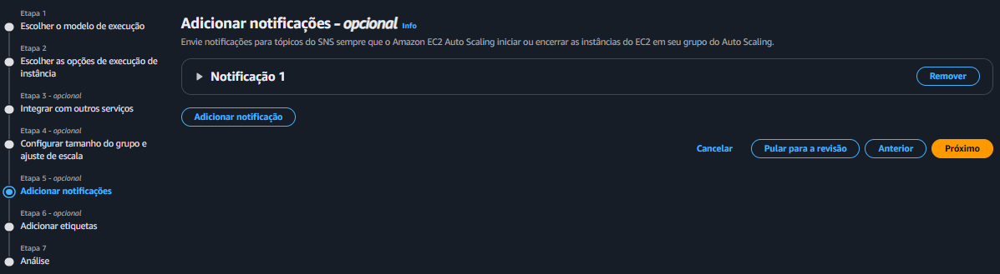 Etapa 1
Escolher o modelo de execução
Etapa 2
Escolher as opções de execução de
instância
Etapa 3 - opcional
Integrar com outros serviços
Etapa 4 - opcional
Configurar tamanho do grupo e
ajuste de escala
Etapa 5 - opcional
Adicionar notificações
Etapa 6 - opcional
Adicionar etiquetas
Etapa 7
Análise
Adicionar notificações - opcional Info
Envie notificações para tópicos do SNS sempre que o Amazon EC2 Auto Scaling iniciar ou encerrar as instâncias do EC2 em seu grupo do Auto Scaling.
Notificação 1 Remover
Adicionar notificação
Cancelar Pular para a revisão Anterior Próximo